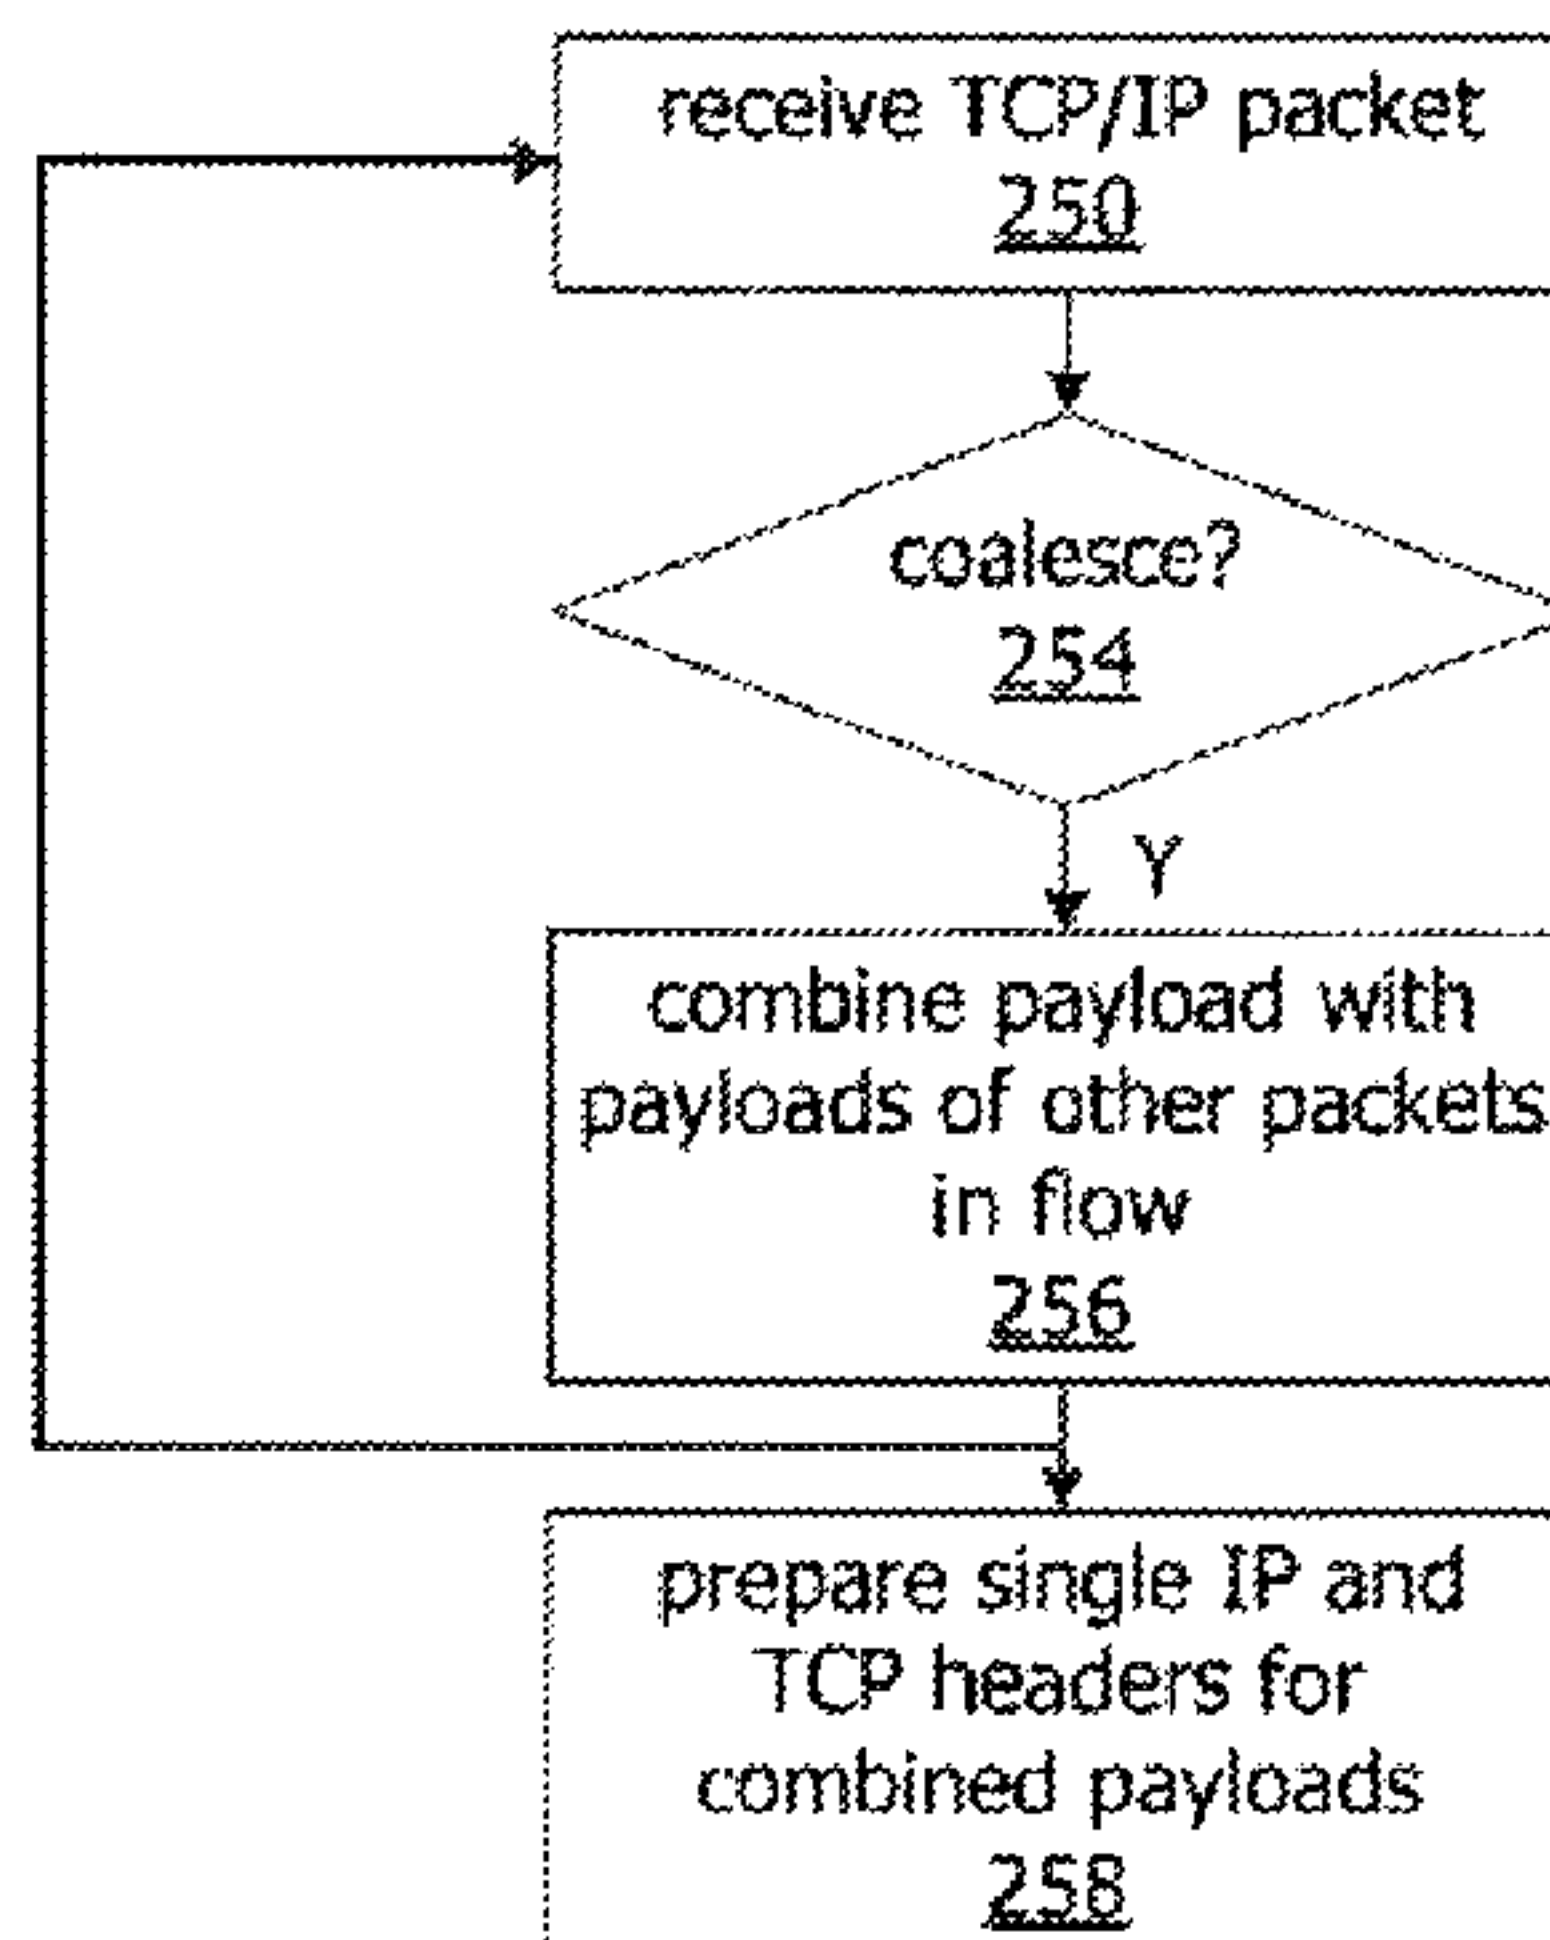 receive TCP/IP packet
250
coalesce?
254
Y
combine payload with
payloads of other packets
in flow
256
prepare single IP and
TCP headers for
combined payloads
258